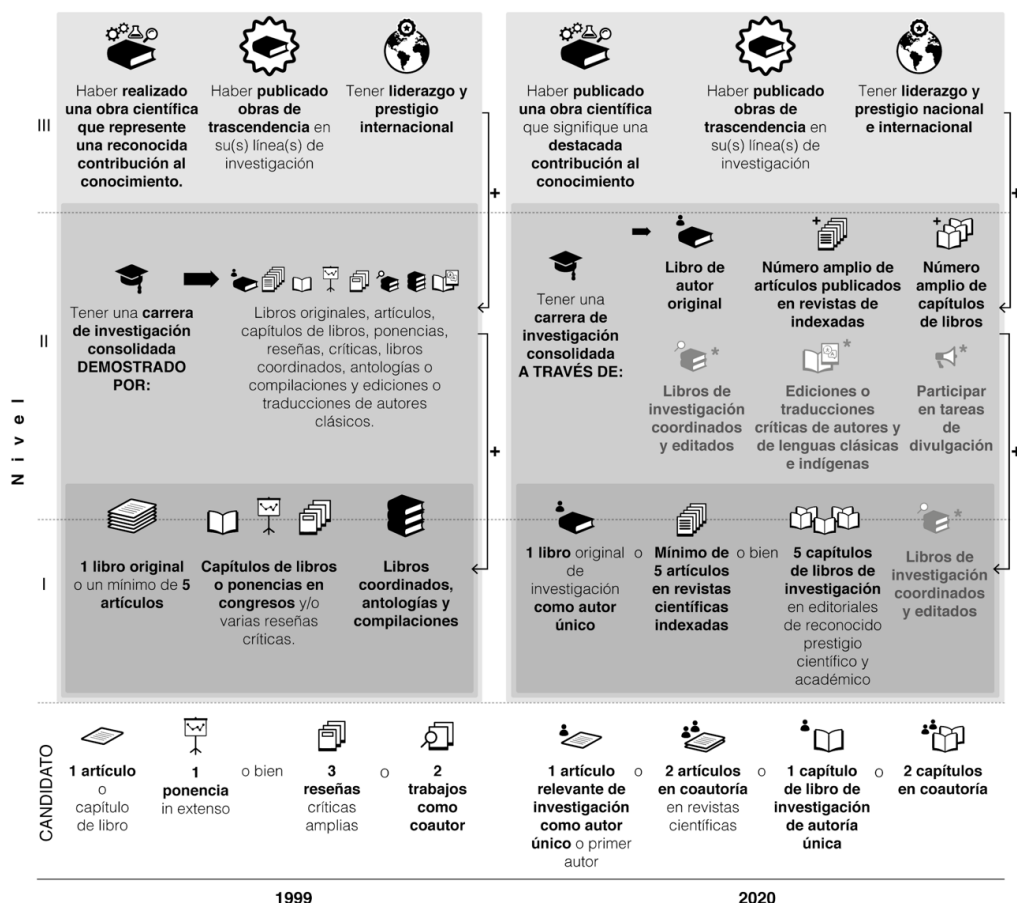 III
Haber realizado
una obra científica
que represente
una reconocida
contribución al
conocimiento.
Haber publicado
obras de
trascendencia en
su(s) línea(s) de
investigación
Tener liderazgo y
prestigio
internacional
+
Haber publicado
una obra científica
que signifique una
destacada
contribución al
conocimiento
Haber publicado
obras de
trascendencia en
su(s) línea(s) de
investigación
Tener liderazgo y
prestigio nacional
e internacional
+
Nivel
II
Tener una carrera
de investigación
consolidada
DEMOSTRADO
POR:
Libros originales, artículos,
capítulos de libros, ponencias,
reseñas, críticas, libros
coordinados, antologías o
compilaciones y ediciones o
traducciones de autores
clásicos.
+
Tener una
carrera de
investigación
consolidada
A TRAVÉS DE:
Libro de
autor
original
+
Número amplio de
artículos publicados
en revistas de
indexadas
+
Número
amplio de
capítulos
de libros
*
Libros de
investigación
coordinados
y editados
*
Ediciones o
traducciones
críticas de autores y
de lenguas clásicas
e indígenas
*
Participar
en tareas
de
divulgación
+
I
1 libro original
o un mínimo de 5
artículos
Capítulos de libros
o ponencias en
congresos y/o
varias reseñas
críticas.
Libros
coordinados,
antologías y
compilaciones
1 libro original
de
investigación
como autor
único
o
Mínimo de
5 artículos
en revistas
científicas
indexadas
o bien
5 capítulos
de libros de
investigación
en editoriales
de reconocido
prestigio
científico y
académico
*
Libros de
investigación
coordinados
y editados
CANDIDATO
1 artículo
o
capítulo
de libro
1
ponencia
in extenso
o bien
3
reseñas
críticas
amplias
o
2
trabajos
como
coautor
1 artículo
relevante de
investigación
como autor
único o primer
autor
o
2 artículos
en coautoría
en revistas
científicas
o
1 capítulo
de libro de
investigación
de autoría
única
o
2 capítulos
en coautoría
1999
2020